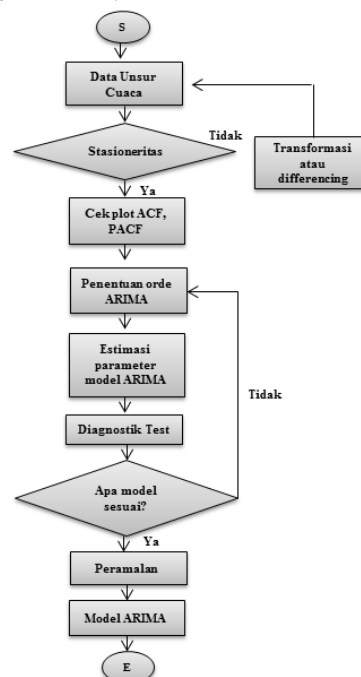 S
Data Unsur
Cuaca
Stasioneritas
Tidak
Transformasi
atau
differencing
Ya
Cek plot ACF,
PACF
Penentuan orde
ARIMA
Estimasi
parameter
model ARIMA
Tidak
Diagnostik Test
Apa model
sesuai?
Ya
Peramalan
Model ARIMA
E